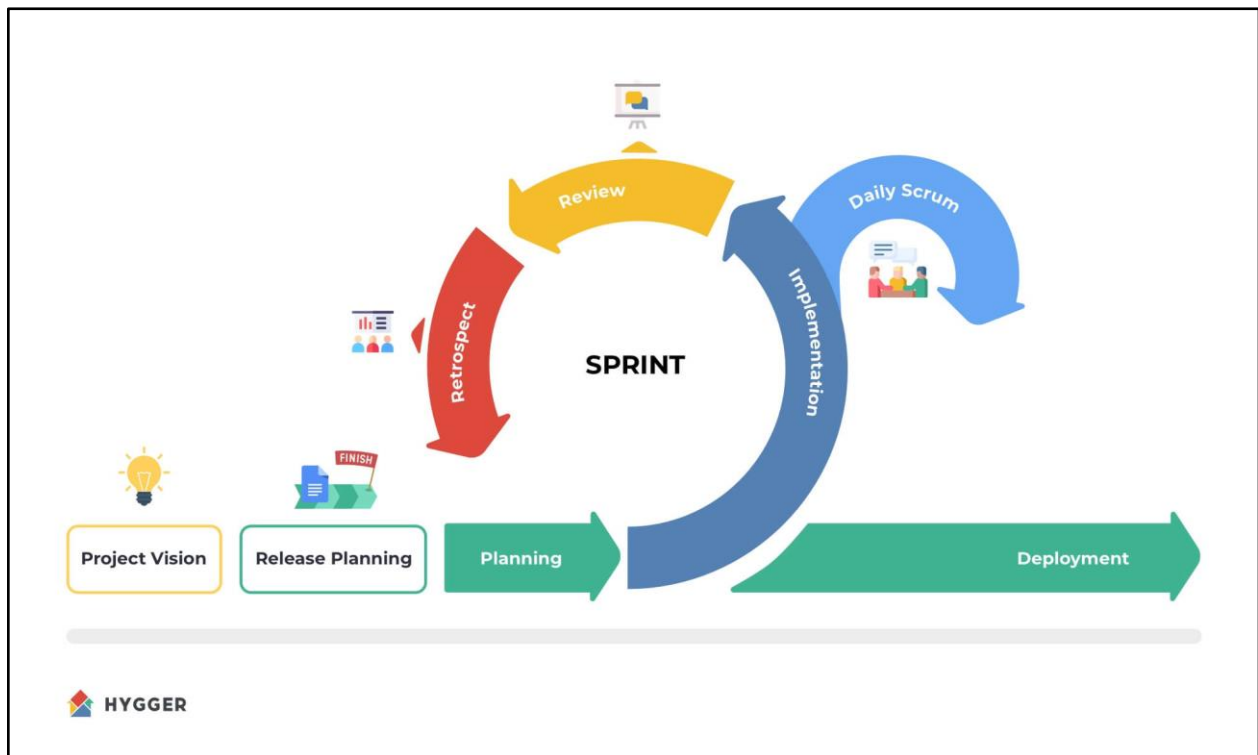 Review
Daily Scrum
Implementation
Retrospect
SPRINT
FINISH
Project Vision
Release Planning
Planning
Deployment
HYGGER